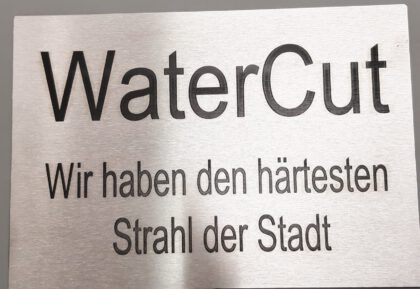 WaterCut
Wir haben den härtesten
Strahl der Stadt